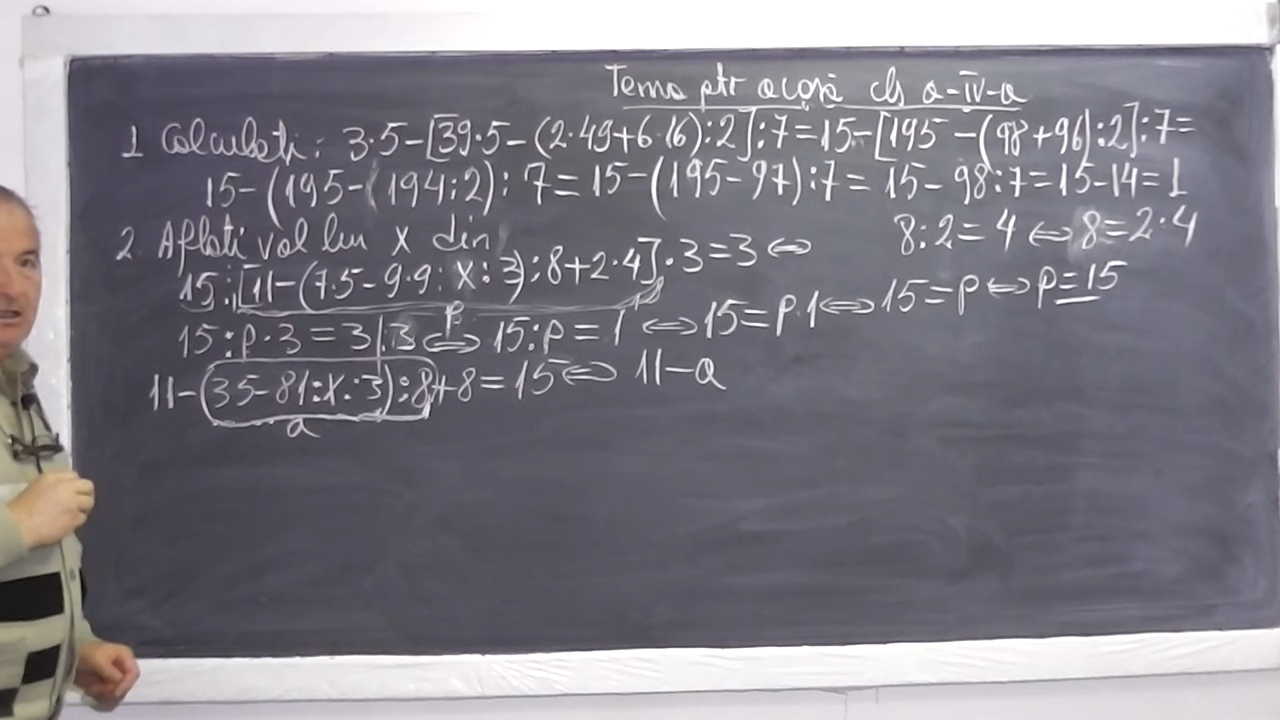 Tema ptr acasă cls a-IV-a
1 Calculati: 3·5-[39·5-(2·49+6·16):2]:7=15-[195-(98+96):2]:7=
15-(195-(194:2):7=15-(195-97):7=15-98:7=15-14=1
2. Aflati val lui x din
8:2=4⇔8=2·4
15:[11-(7·5-9·9:x:3):8+2·4]·3=3⇔
p
15:p·3=3|:3⇔15:p=1⇔15=p·1⇔15=p⇔p=15
11-(35-81:x:3):8+8=15⇔11-a
a